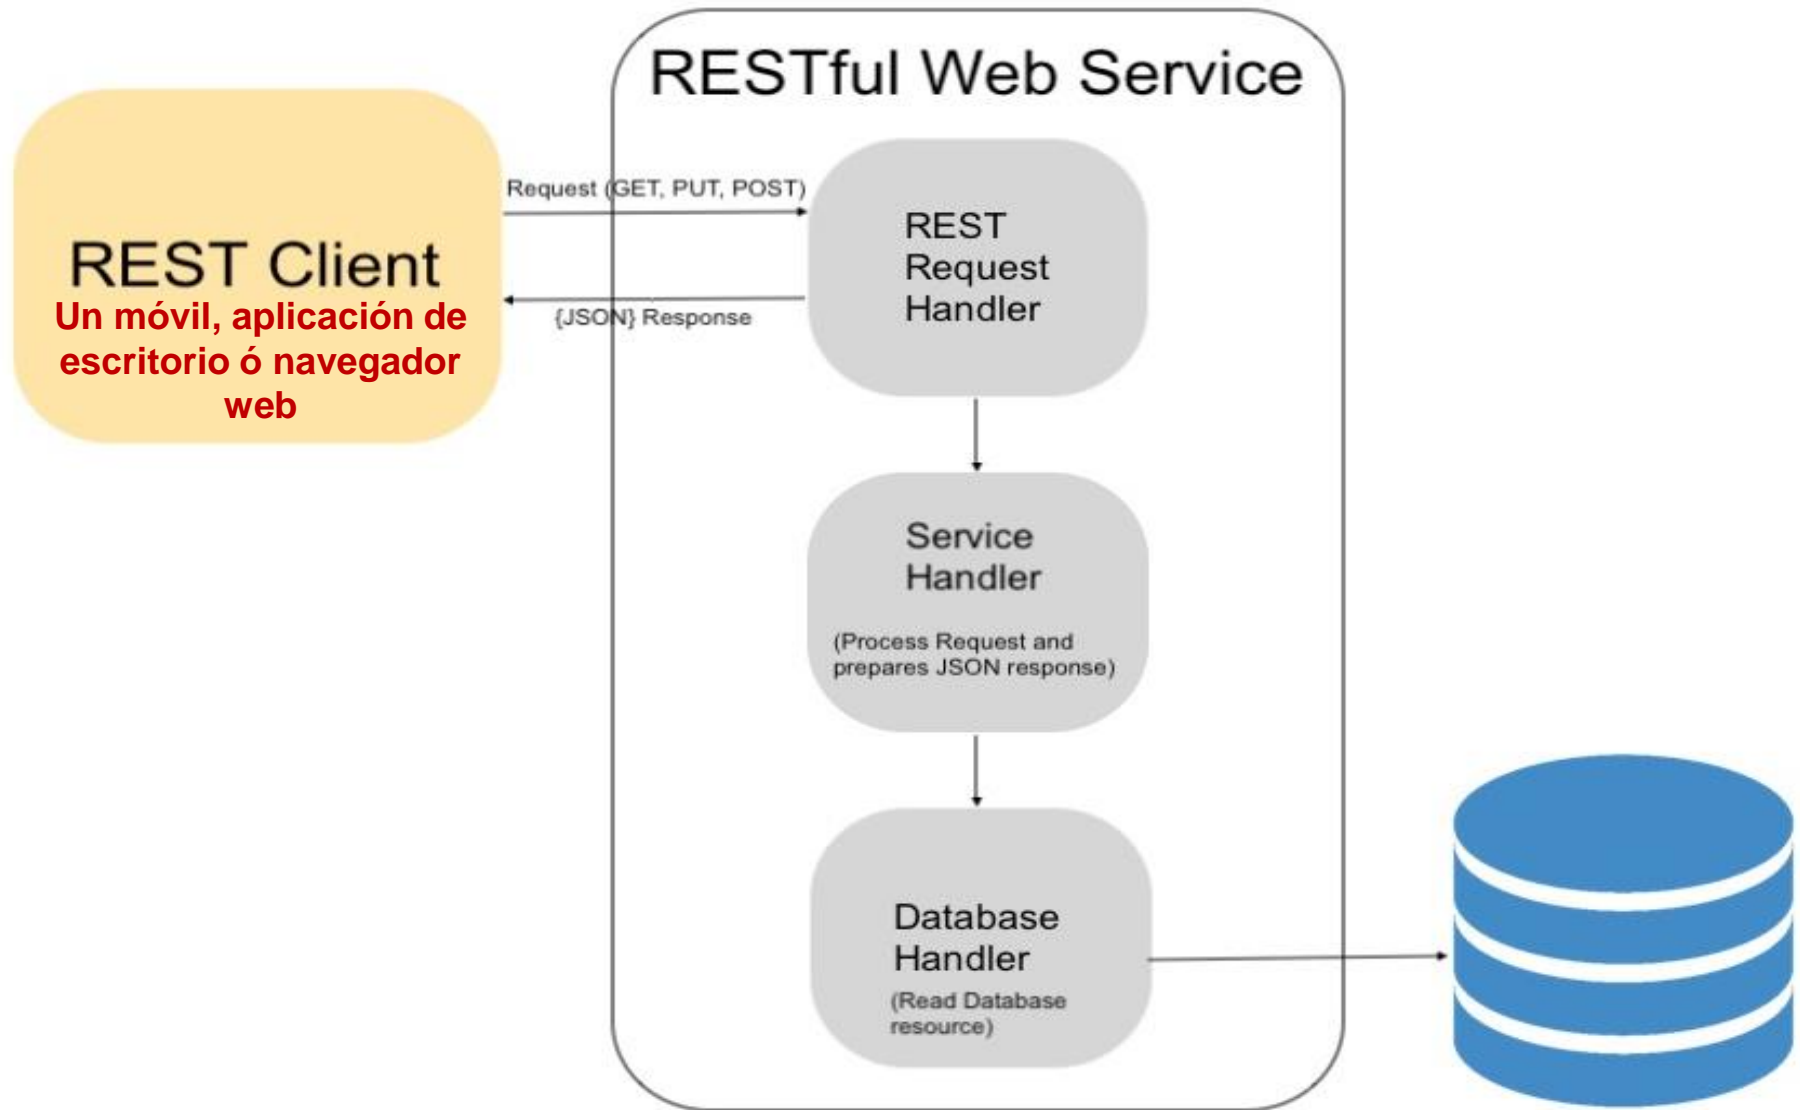 RESTful Web Service
REST Client
Un móvil, aplicación de
escritorio ó navegador
web
Request (GET, PUT, POST)
{JSON} Response
REST
Request
Handler
Service
Handler
(Process Request and
prepares JSON response)
Database
Handler
(Read Database
resource)